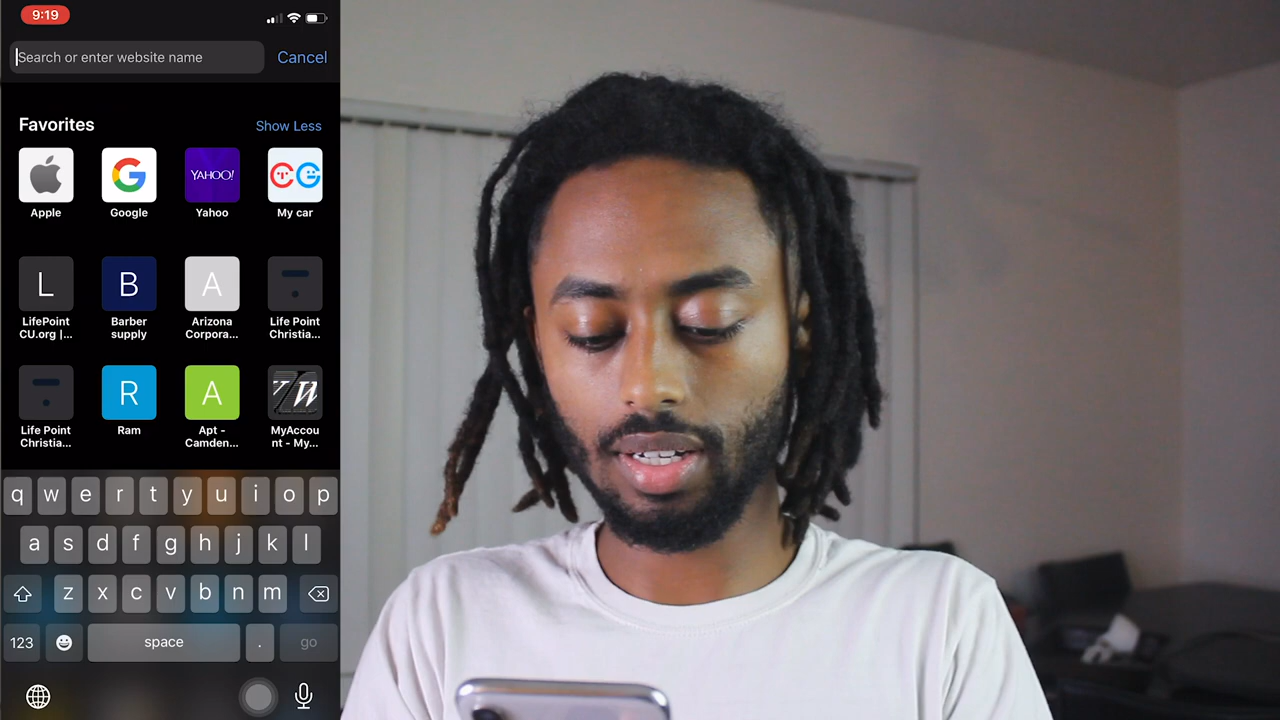 9:19
Search or enter website name
Cancel
Favorites
Show Less
YAHOO!
Apple
Google
Yahoo
My car
L
B
A
LifePoint
CU.org |...
Barber
supply
Arizona
Corpora...
Life Point
Christia...
R
A
W
Life Point
Christia...
Ram
Apt -
Camden...
MyAccou
nt - My...
q w e r t y u i o p
a s d f g h j k l
z x c v b n m
123
space
.
go